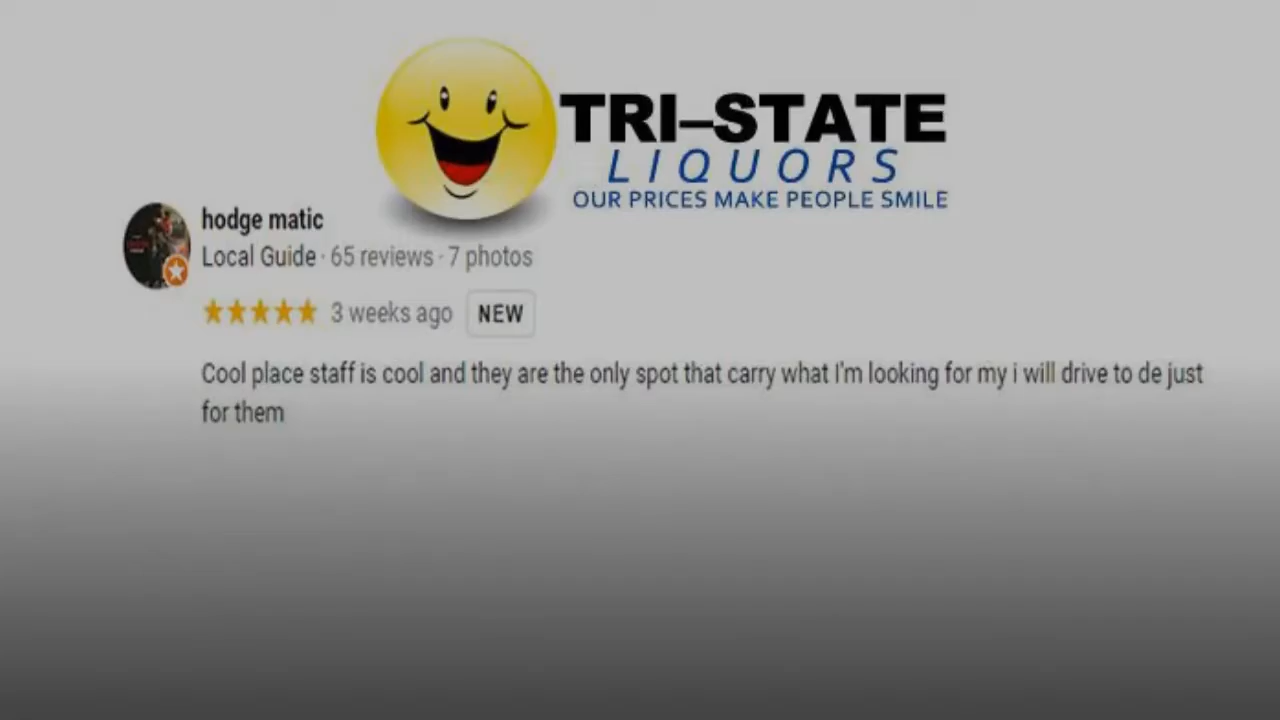 TRI–STATE
LIQUORS
OUR PRICES MAKE PEOPLE SMILE
hodge matic
Local Guide · 65 reviews · 7 photos
3 weeks ago NEW
Cool place staff is cool and they are the only spot that carry what I'm looking for my i will drive to de just
for them